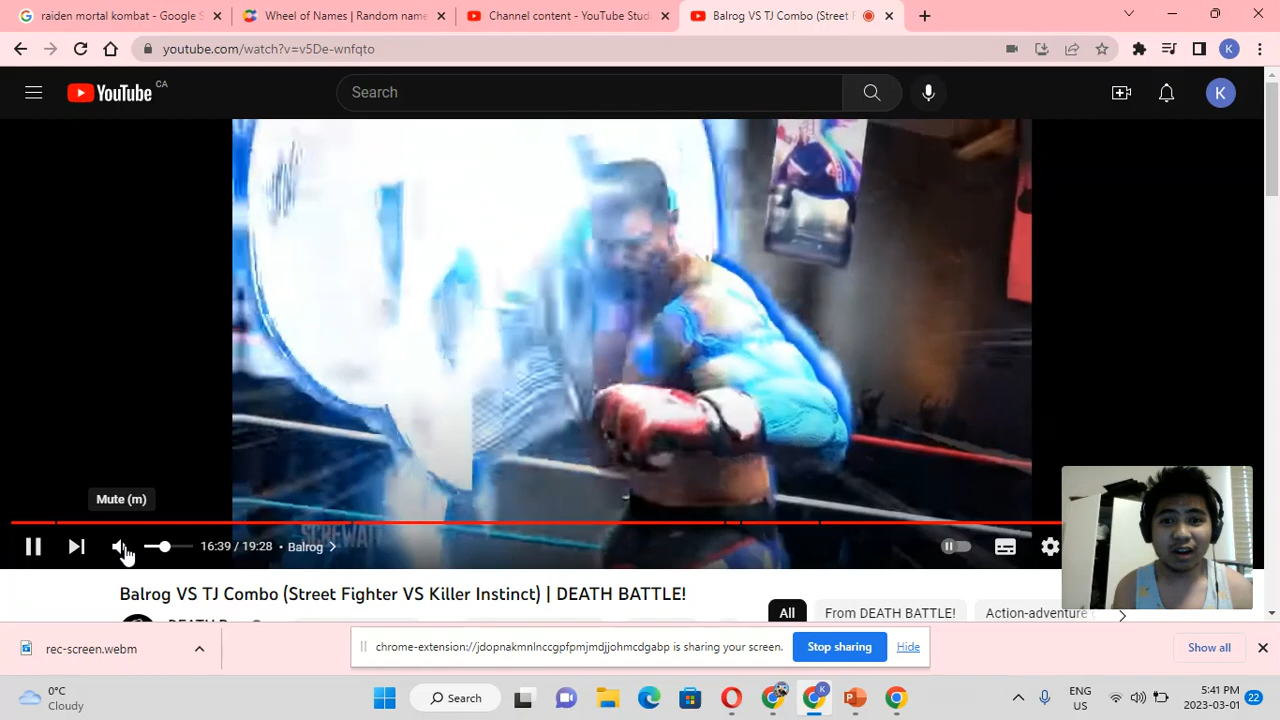 raiden mortal kombat - Google S
Wheel of Names | Random name
Channel content - YouTube Stud
Balrog VS TJ Combo (Street F
youtube.com/watch?v=v5De-wnfqto
K
YouTube CA
Search
K
Mute (m)
SCREWATT
16:39 / 19:28 • Balrog
Balrog VS TJ Combo (Street Fighter VS Killer Instinct) | DEATH BATTLE!
All
From DEATH BATTLE!
Action-adventure
rec-screen.webm
chrome-extension://jdopnakmnlnccgpfpmjmdjjohmcdgabp is sharing your screen.
Stop sharing
Hide
Show all
0°C
Cloudy
Search
K
ENG
US
5:41 PM
2023-03-01
22